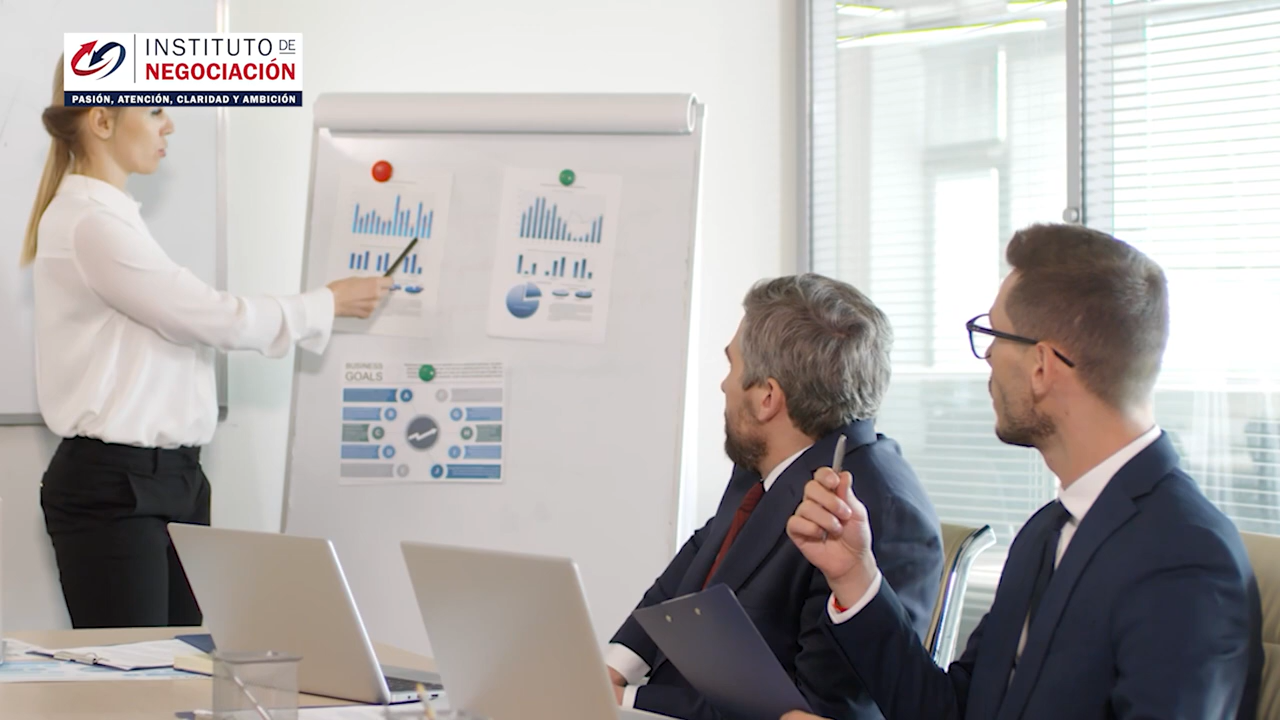 INSTITUTO DE
NEGOCIACIÓN
PASIÓN, ATENCIÓN, CLARIDAD Y AMBICIÓN
BUSINESS
GOALS